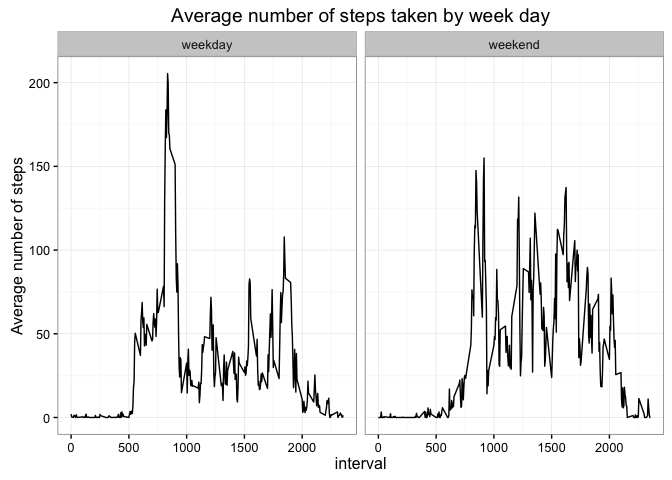 Average number of steps taken by week day
weekday weekend
Average number of steps
200
150
100
50
0
0 500 1000 1500 2000 0 500 1000 1500 2000
interval